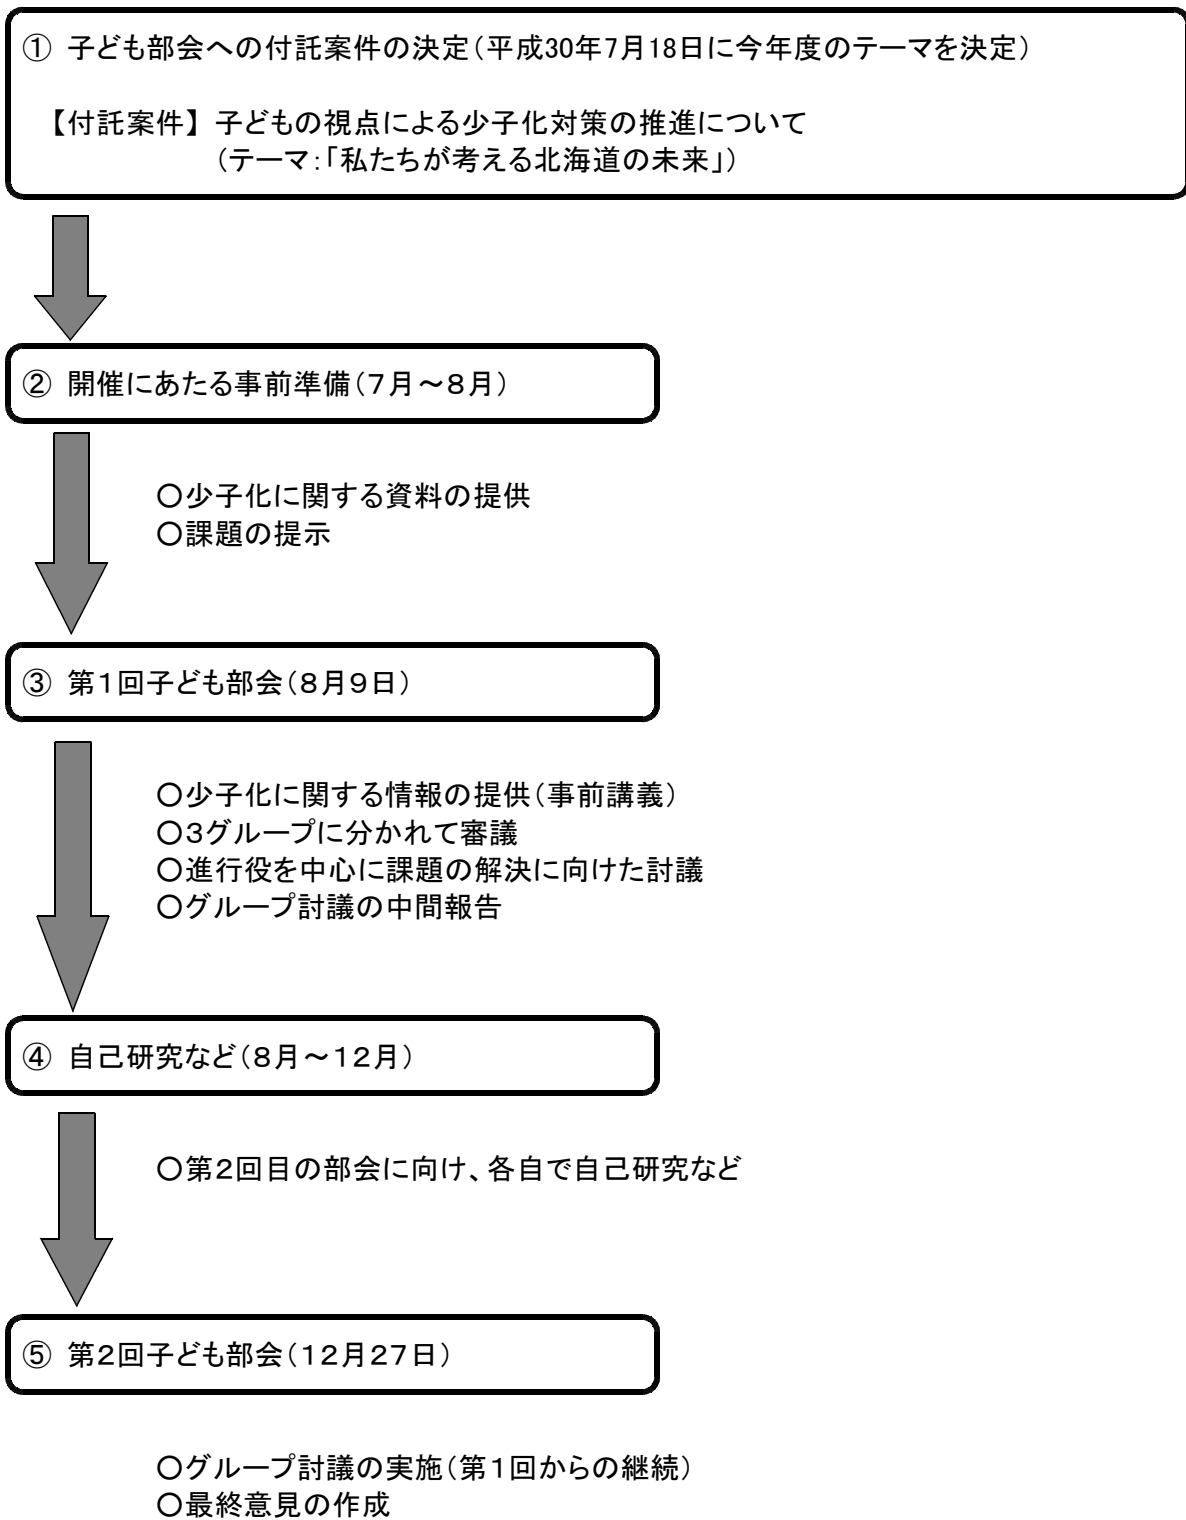 ① 子ども部会への付託案件の決定(平成30年7月18日に今年度のテーマを決定)
【付託案件】 子どもの視点による少子化対策の推進について
(テーマ:「私たちが考える北海道の未来」)
② 開催にあたる事前準備(7月~8月)
○少子化に関する資料の提供
○課題の提示
③ 第1回子ども部会(8月9日)
○少子化に関する情報の提供(事前講義)
○3グループに分かれて審議
○進行役を中心に課題の解決に向けた討議
○グループ討議の中間報告
④ 自己研究など(8月~12月)
○第2回目の部会に向け、各自で自己研究など
⑤ 第2回子ども部会(12月27日)
○グループ討議の実施(第1回からの継続)
○最終意見の作成